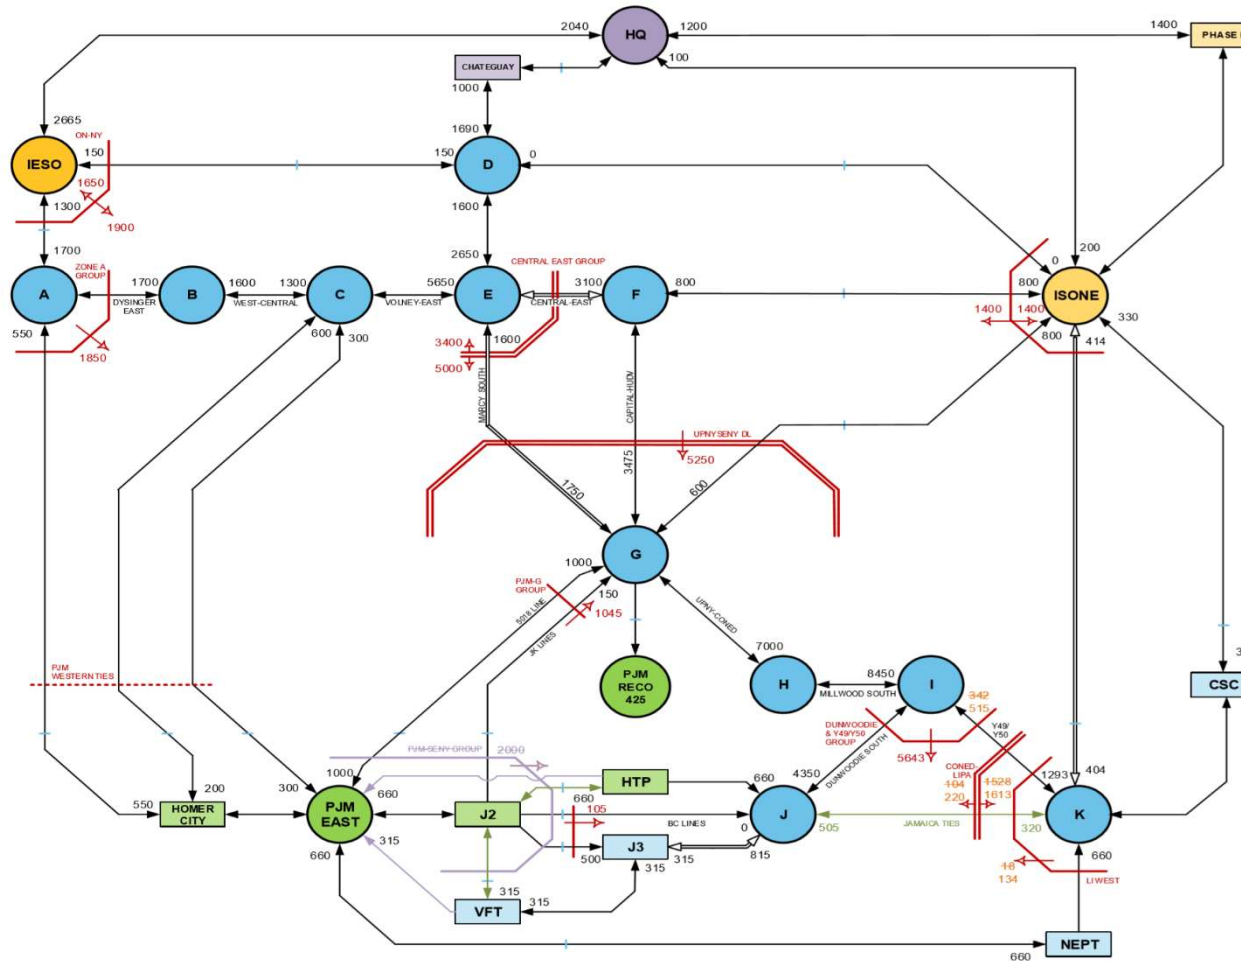 2040
HQ
1200
1400
PHASE I
100
CHATEGUAY
1000
2665
ON-NY
1690
IESO
150
150
D
0
1650
1300
1900
1600
1700
ZONE A
GROUP
2650
CENTRAL EAST GROUP
200
0
A
1700
B
1600
1300
C
5650
E
3100
F
800
800
ISONE
DYSINGER
EAST
WEST-CENTRAL
VOLNEY-EAST
CENTRAL-EAST
1400
1400
330
550
1850
600
300
3400
5000
1600
800
414
MARCY SOUTH
CAPITAL-HUDV
UPNYSENY DL
5250
3475
1750
600
G
1000
PJM-G
GROUP
150
1045
5018 LINE
JK LINES
UPNY-CONED
PJM
WESTERN TIES
PJM
RECO
425
7000
H
8450
MILLWOOD SOUTH
I
342
515
CSC
3
DUNWOODIE
& Y49/Y50
GROUP
5643
Y49/
Y50
DUNWOODIE SOUTH
PJM-SENY GROUP
2000
CONED-
LIPA
104
220
1528
1613
1293
404
HOMER
CITY
550
200
300
1000
660
PJM
EAST
HTP
660
660
4350
J2
105
BC LINES
0
J
505
JAMAICA TIES
320
K
315
500
J3
315
315
815
18
134
LI WEST
660
660
VFT
315
315
NEPT
660